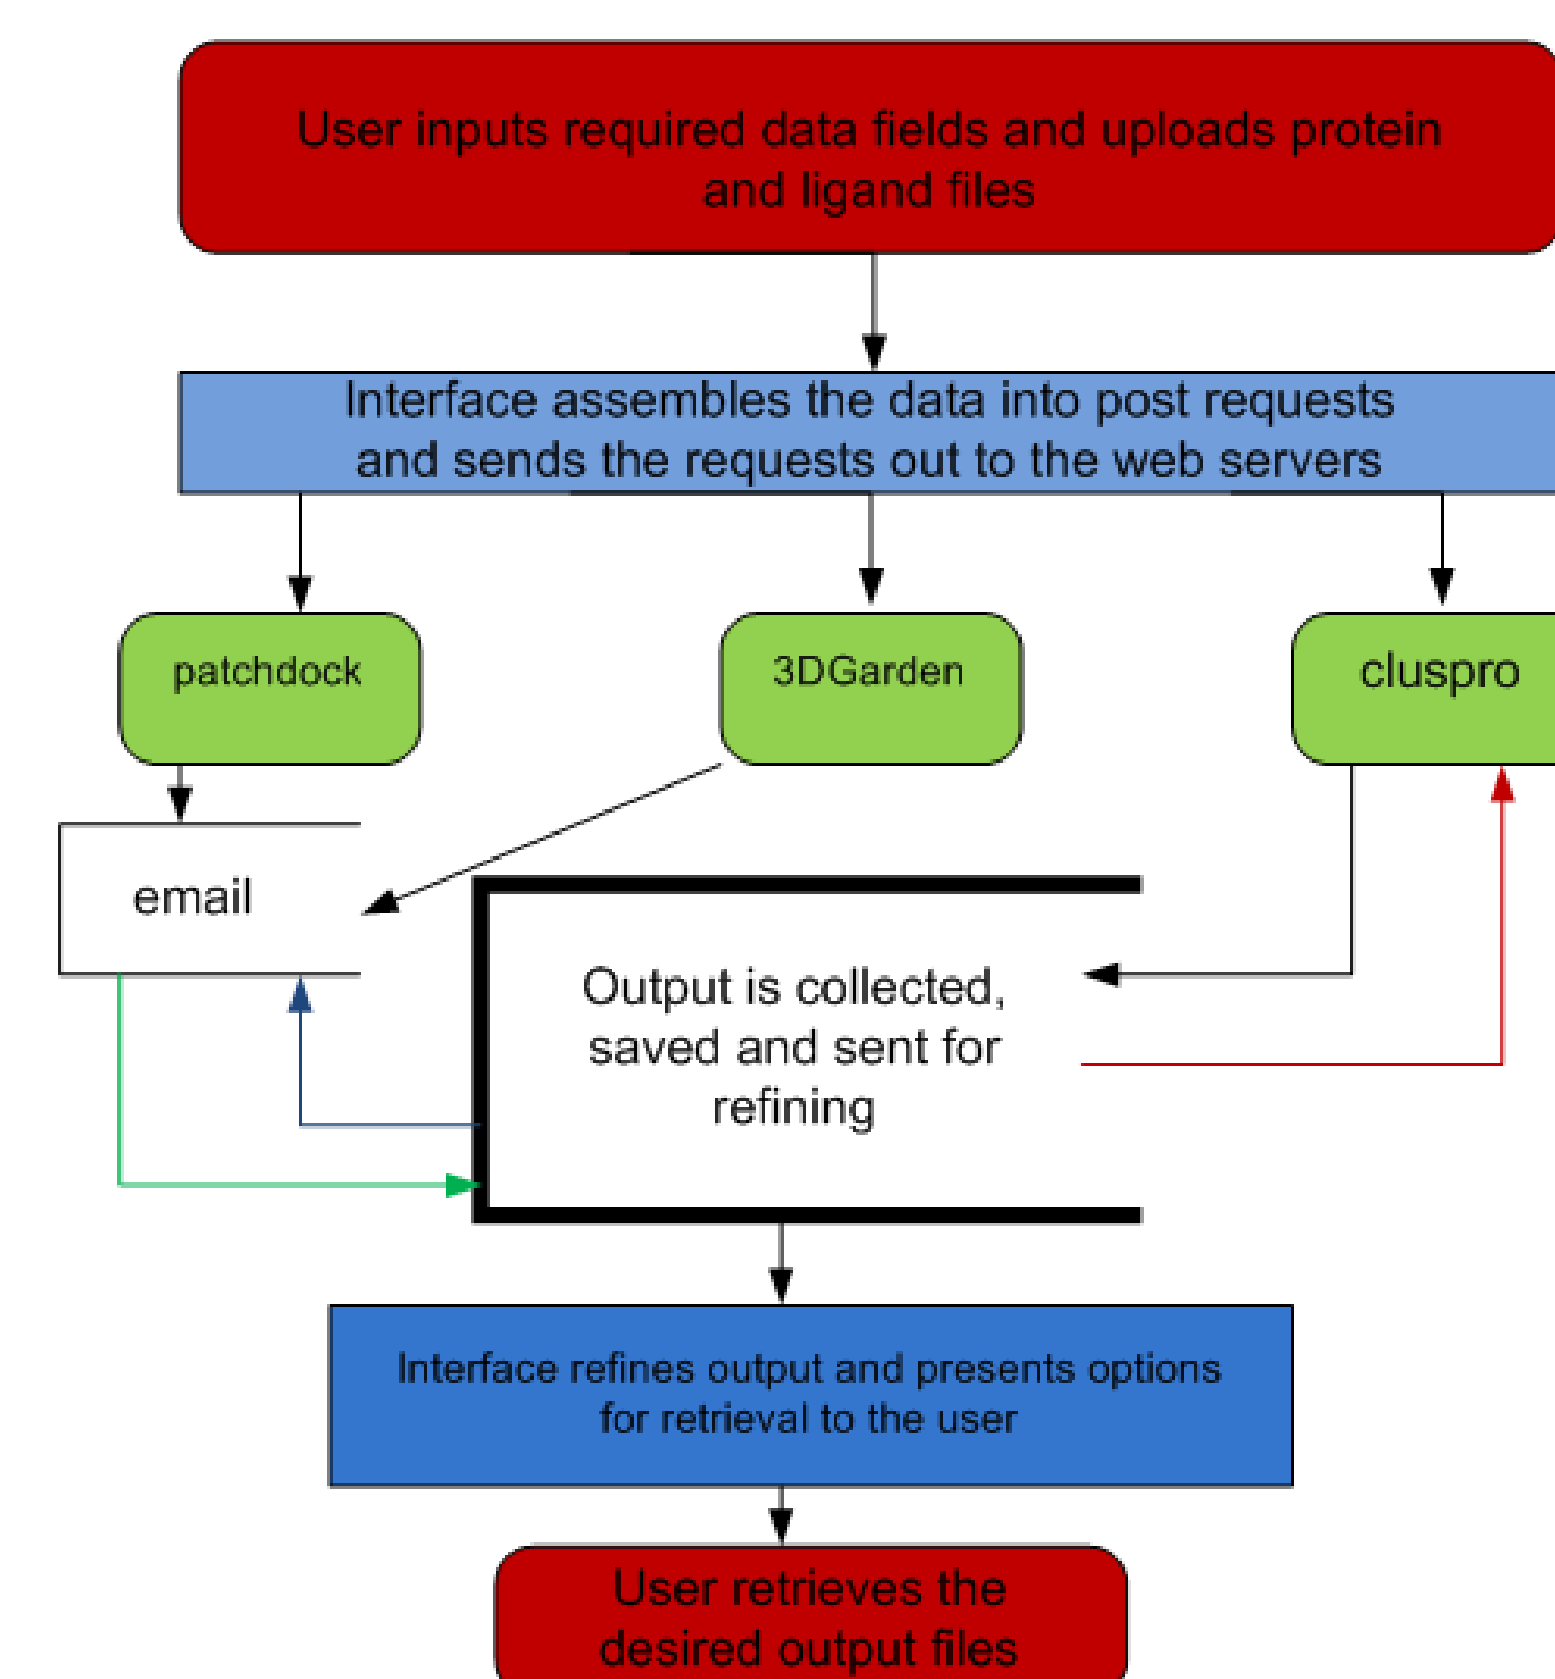 User inputs required data fields and uploads protein
and ligand files
Interface assembles the data into post requests
and sends the requests out to the web servers
patchdock
3DGarden
cluspro
email
Output is collected,
saved and sent for
refining
Interface refines output and presents options
for retrieval to the user
User retrieves the
desired output files